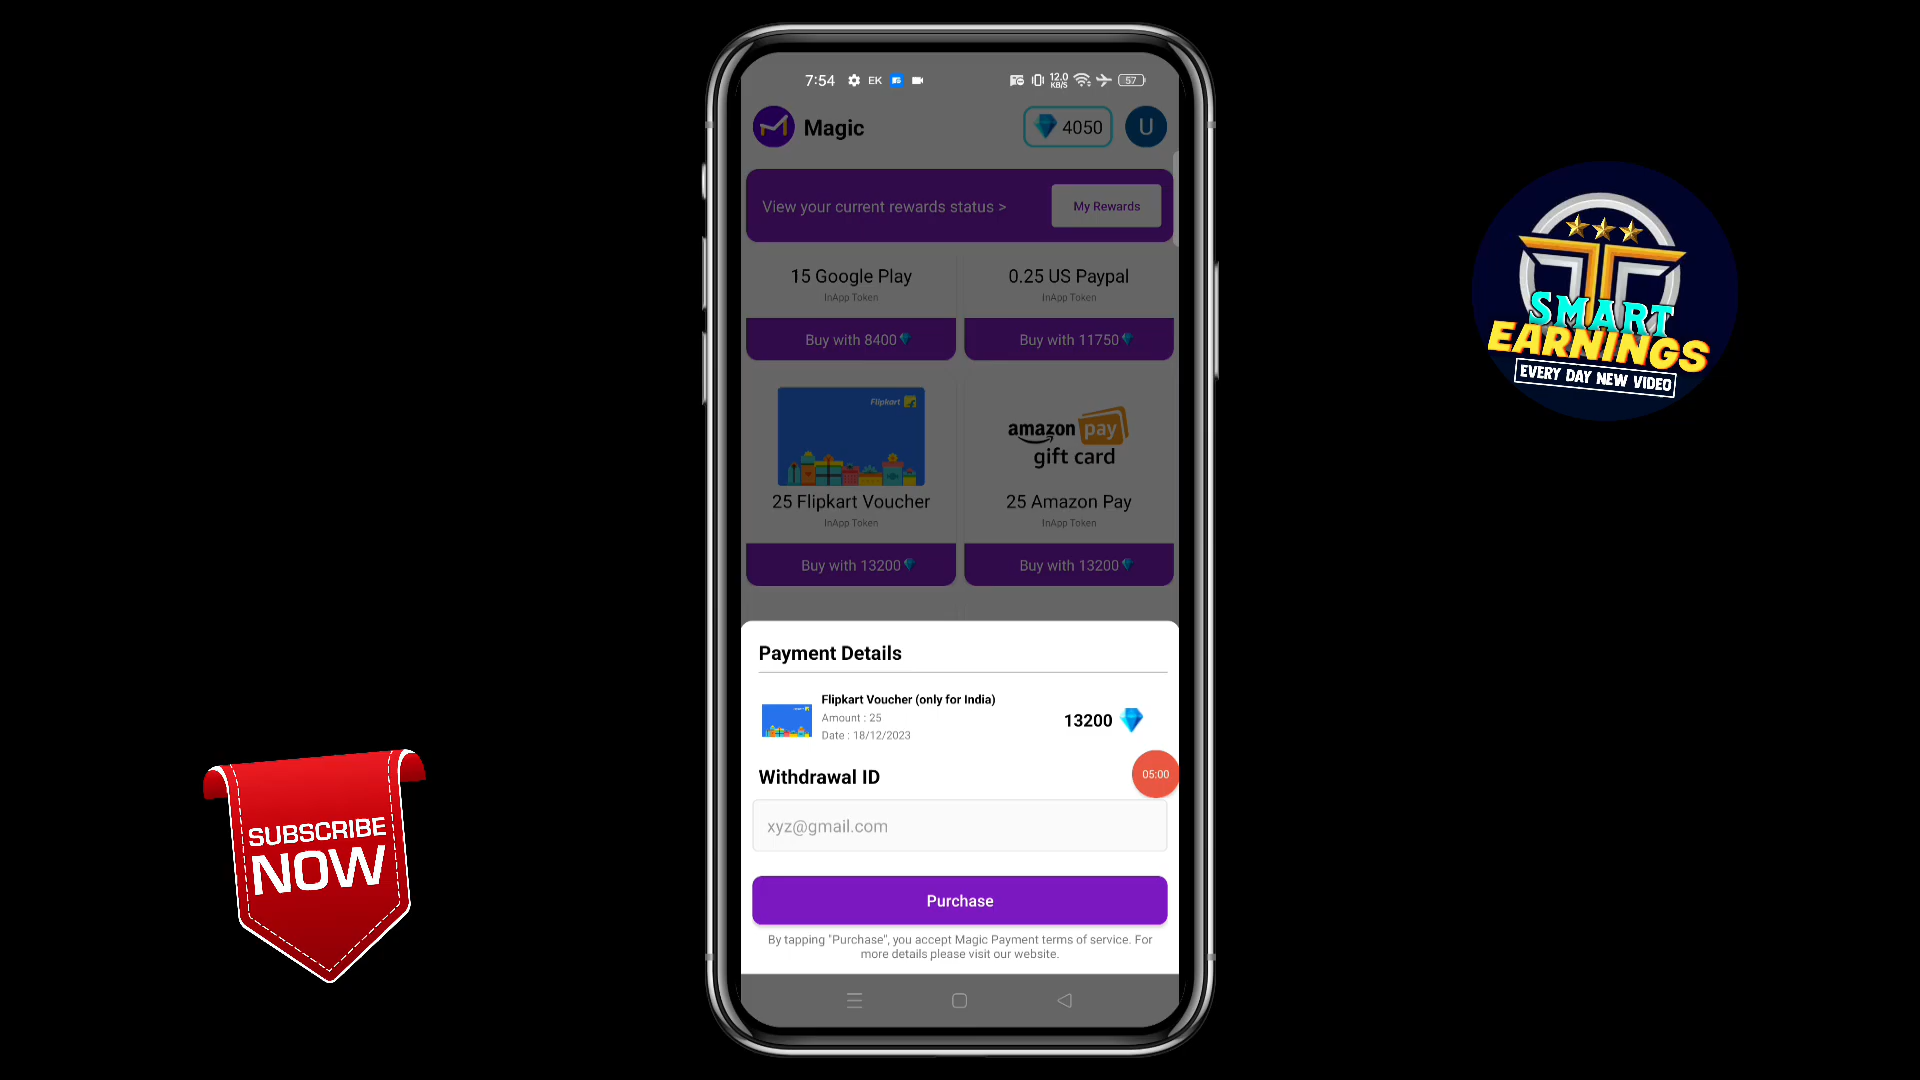 7:54 EK 12.0 KB/S 57
Magic 4050 U
View your current rewards status > My Rewards
15 Google Play 0.25 US Paypal
InApp Token InApp Token
Buy with 8400 Buy with 11750
Flipkart
amazon pay
gift card
25 Flipkart Voucher 25 Amazon Pay
InApp Token InApp Token
Buy with 13200 Buy with 13200
Payment Details
Flipkart Voucher (only for India)
Amount : 25
Date : 18/12/2023
13200
Withdrawal ID
05:00
xyz@gmail.com
Purchase
By tapping "Purchase", you accept Magic Payment terms of service. For
more details please visit our website.
SMART
EARNINGS
EVERY DAY NEW VIDEO
SUBSCRIBE
NOW